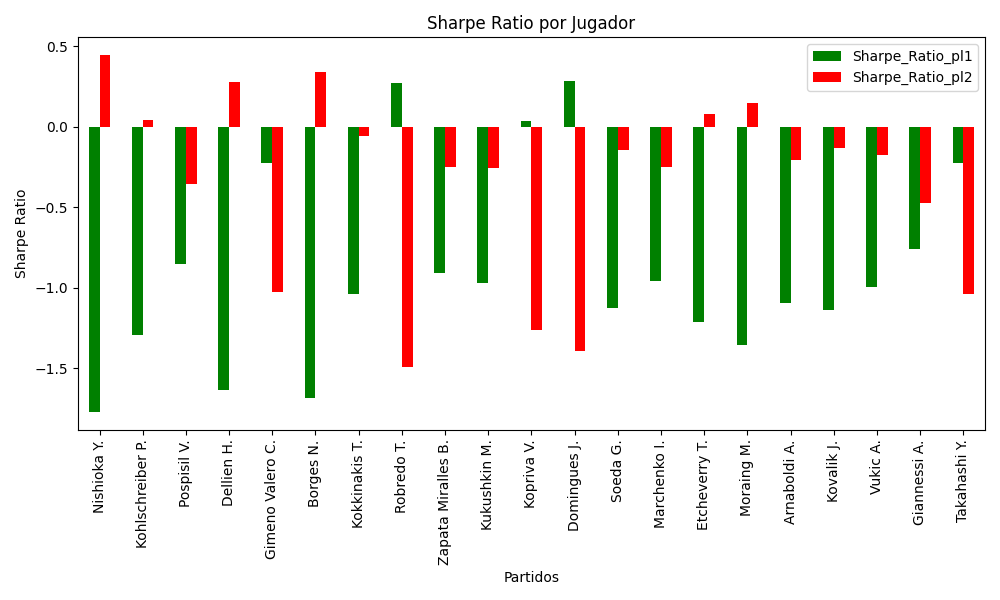 Sharpe Ratio por Jugador
Sharpe_Ratio_pl1
Sharpe_Ratio_pl2
Sharpe Ratio
0.5
0.0
−0.5
−1.0
−1.5
Nishioka Y.
Kohlschreiber P.
Pospisil V.
Dellien H.
Gimeno Valero C.
Borges N.
Kokkinakis T.
Robredo T.
Zapata Miralles B.
Kukushkin M.
Kopriva V.
Domingues J.
Soeda G.
Marchenko I.
Etcheverry T.
Moraing M.
Arnaboldi A.
Kovalik J.
Vukic A.
Giannessi A.
Takahashi Y.
Partidos